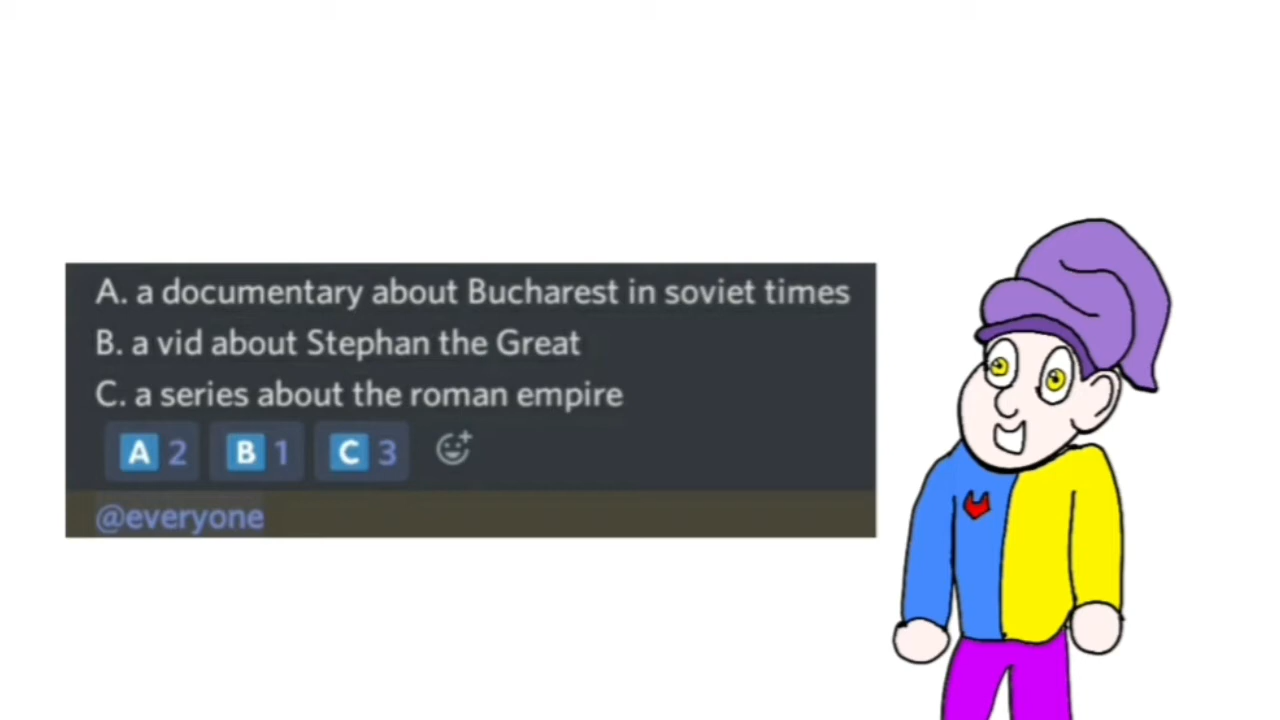 A. a documentary about Bucharest in soviet times
B. a vid about Stephan the Great
C. a series about the roman empire
A 2 B 1 C 3
@everyone